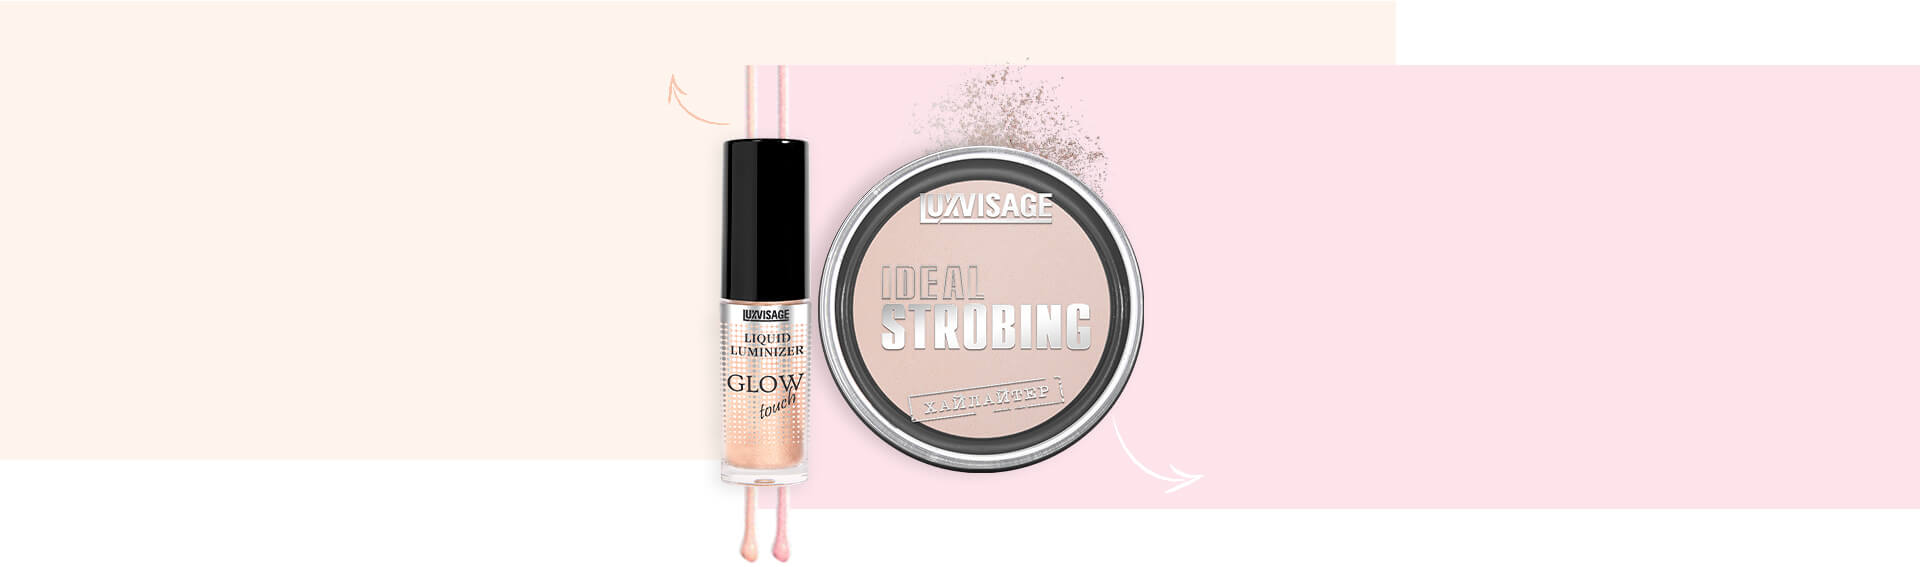 LUXVISAGE
LIQUID
LUMINIZER
GLOW
touch
LUXVISAGE
IDEAL
STROBING
ХАЙЛАЙТЕР